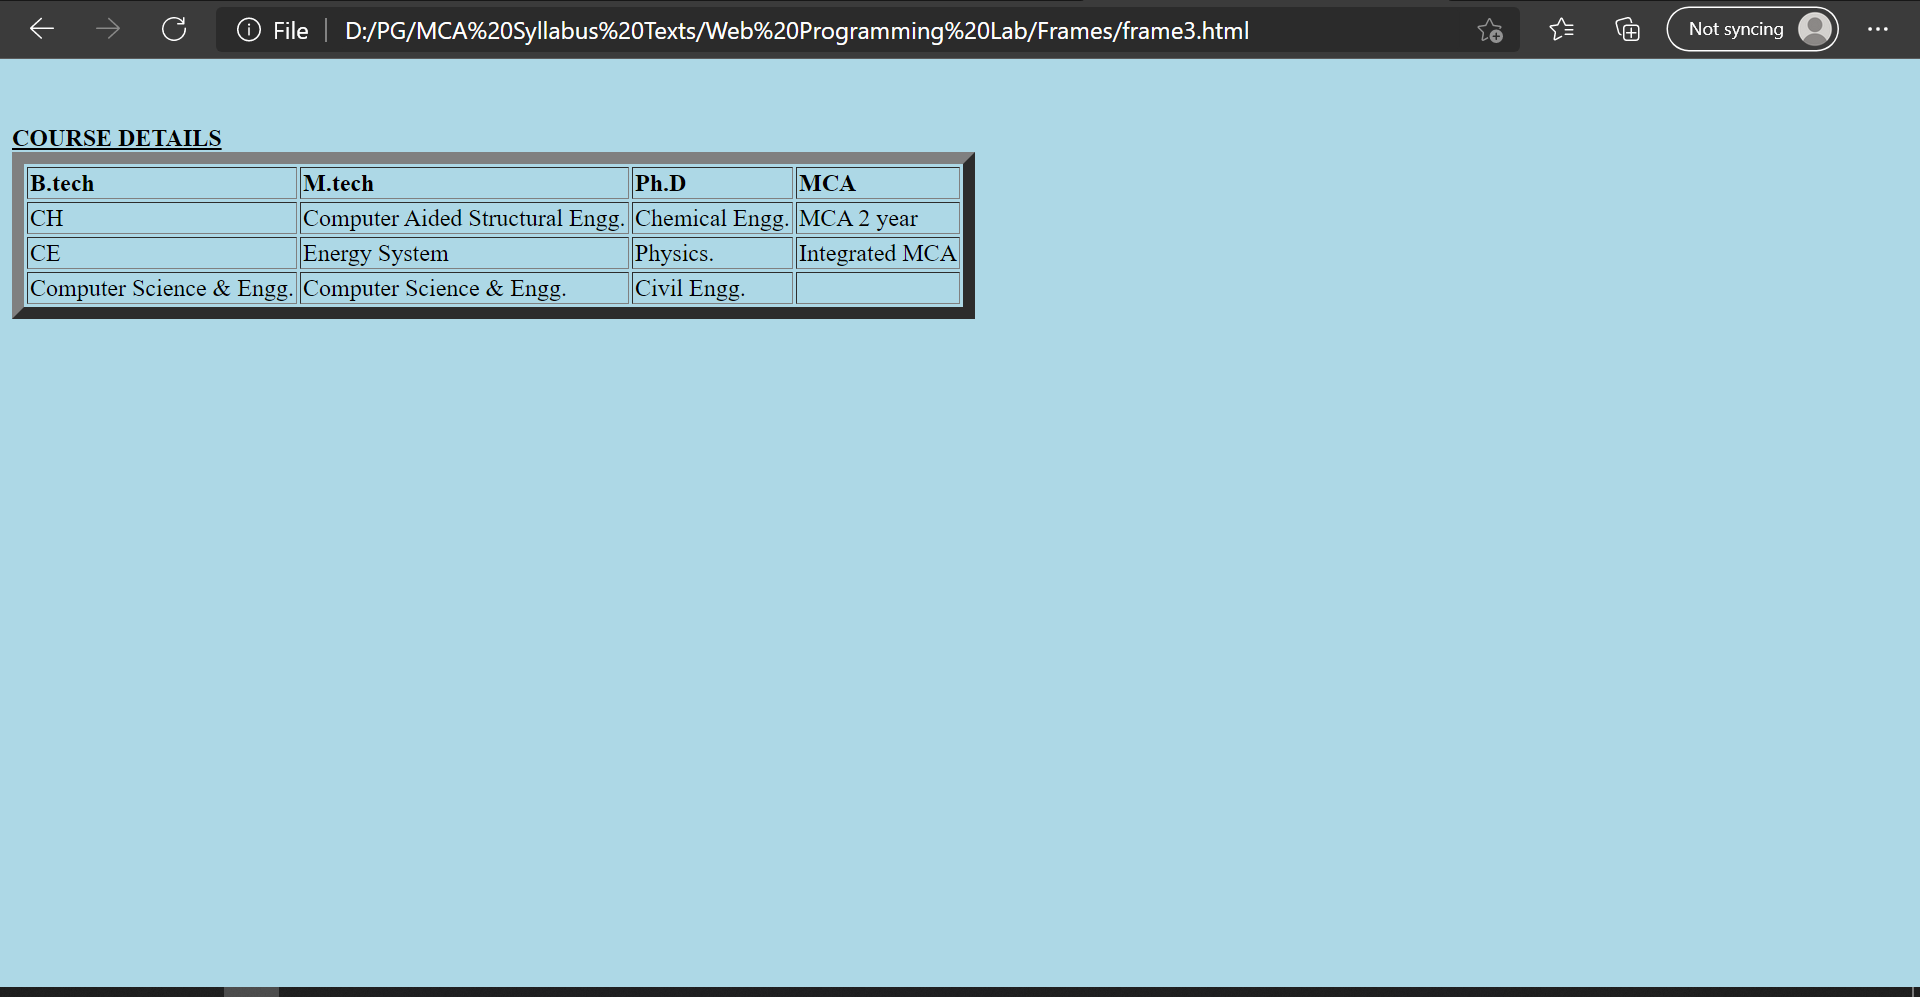 File D:/PG/MCA%20Syllabus%20Texts/Web%20Programming%20Lab/Frames/frame3.html Not syncing
COURSE DETAILS
B.tech M.tech Ph.D MCA
CH Computer Aided Structural Engg. Chemical Engg. MCA 2 year
CE Energy System Physics. Integrated MCA
Computer Science & Engg. Computer Science & Engg. Civil Engg.